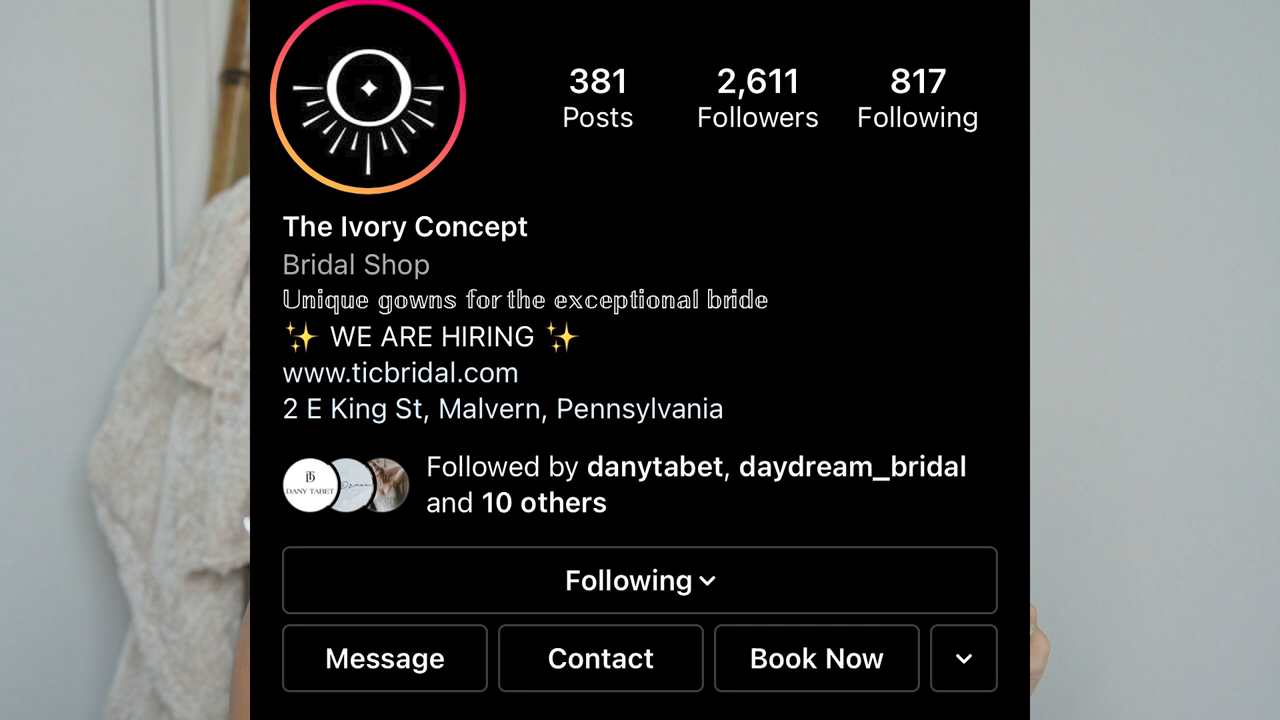 381 2,611 817
Posts Followers Following
The Ivory Concept
Bridal Shop
𝕌𝕟𝕚𝕢𝕦𝕖 𝕘𝕠𝕨𝕟𝕤 𝕗𝕠𝕣 𝕥𝕙𝕖 𝕖𝕩𝕔𝕖𝕡𝕥𝕚𝕠𝕟𝕒𝕝 𝕓𝕣𝕚𝕕𝕖
✨ WE ARE HIRING ✨
www.ticbridal.com
2 E King St, Malvern, Pennsylvania
DANY TABET
Followed by danytabet, daydream_bridal
and 10 others
Following
Message Contact Book Now